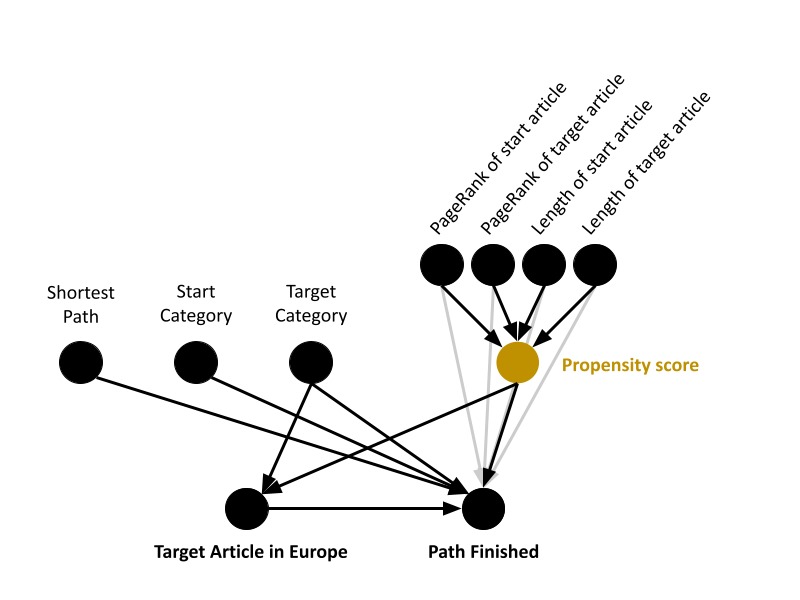 PageRank of start article
PageRank of target article
Length of start article
Length of target article
Shortest
Path
Start
Category
Target
Category
Propensity score
Target Article in Europe
Path Finished